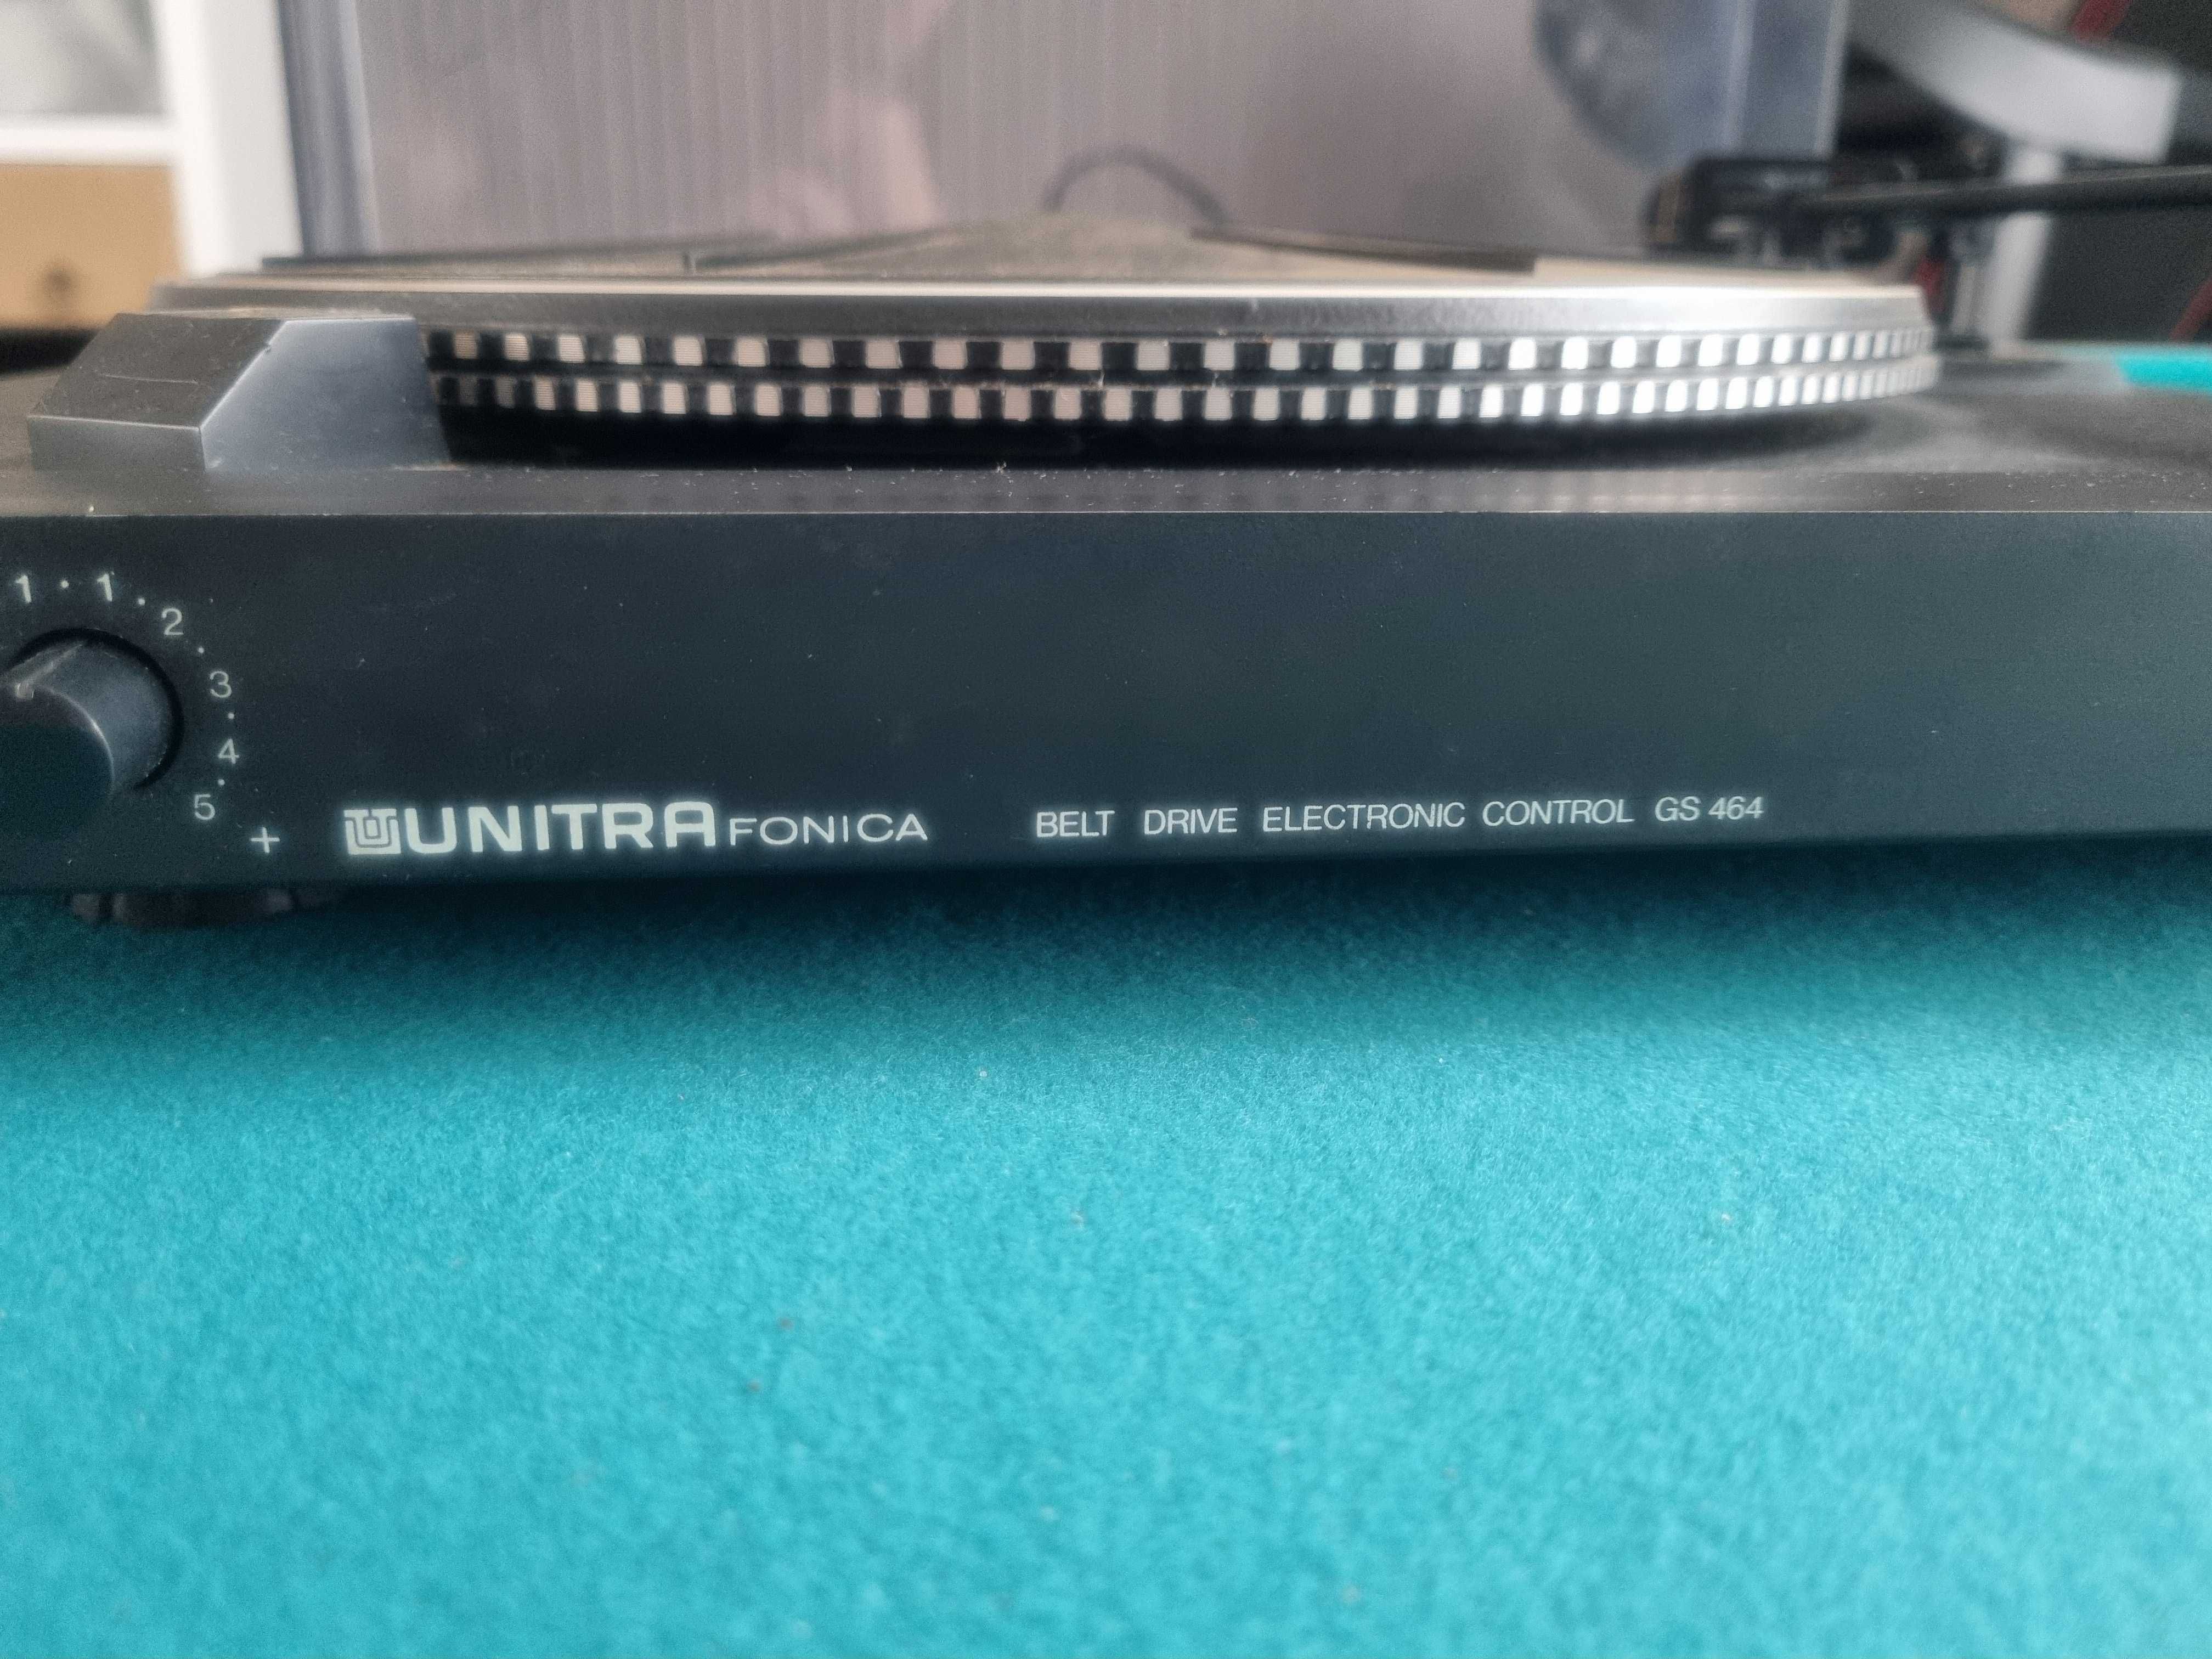 1 · 1 · 2 · 3 · 4 · 5 +
UNITRA FONICA BELT DRIVE ELECTRONIC CONTROL GS 464